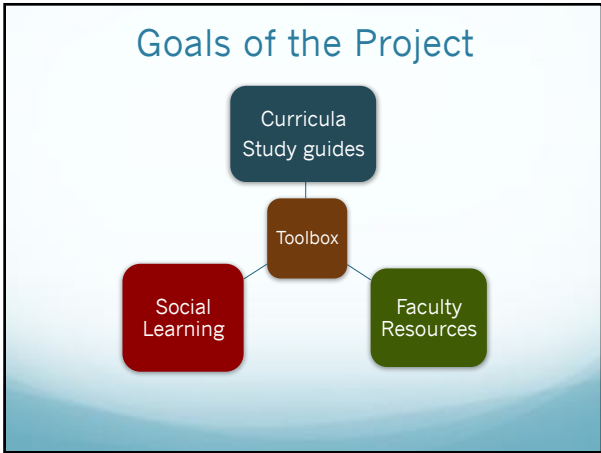 Goals of the Project
Curricula
Study guides
Toolbox
Social
Learning
Faculty
Resources